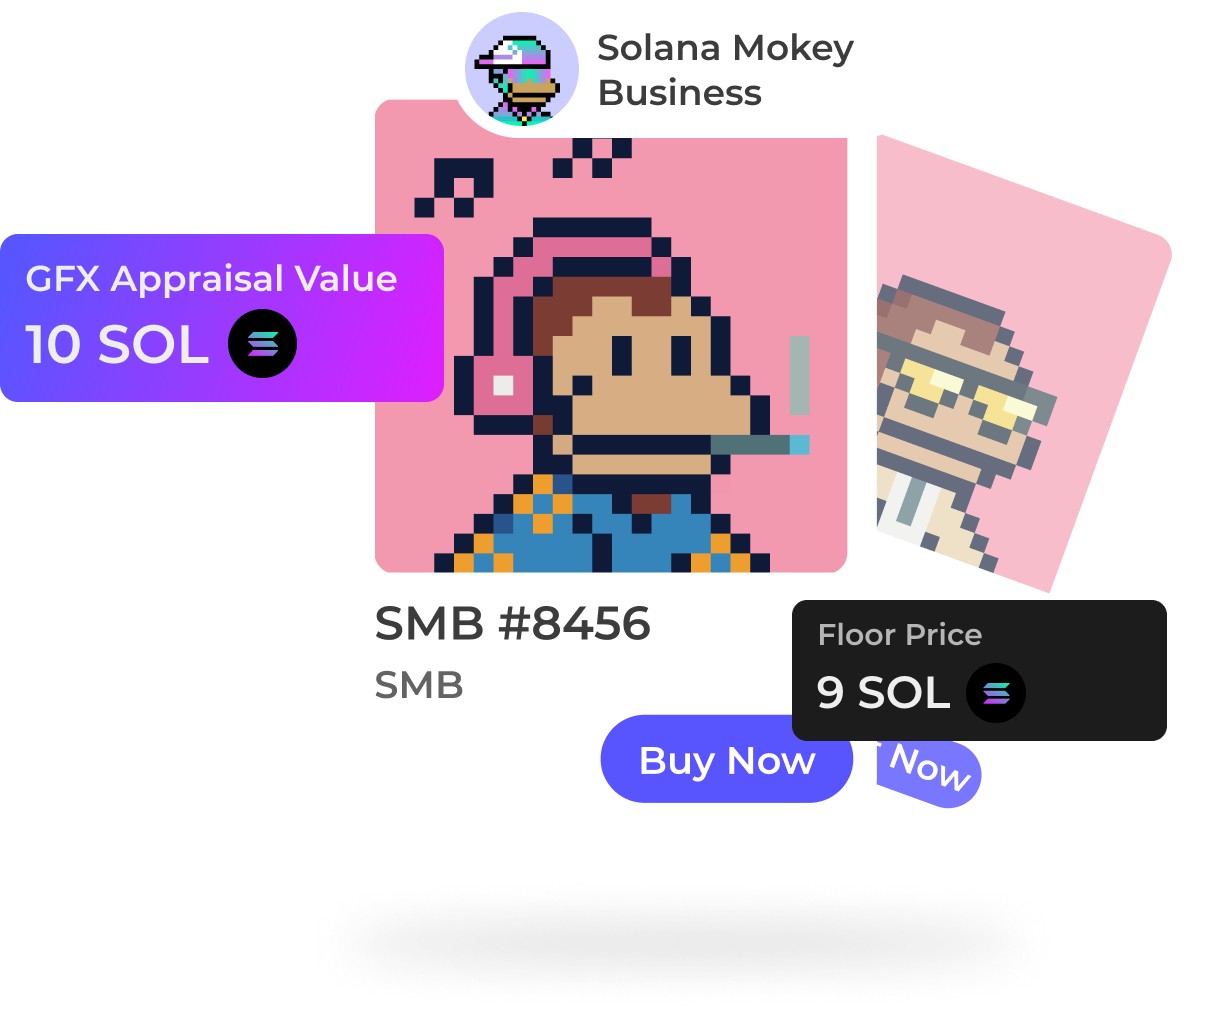 Solana Mokey
Business
GFX Appraisal Value
10 SOL
SMB #8456
SMB
Buy Now
Floor Price
9 SOL
Now